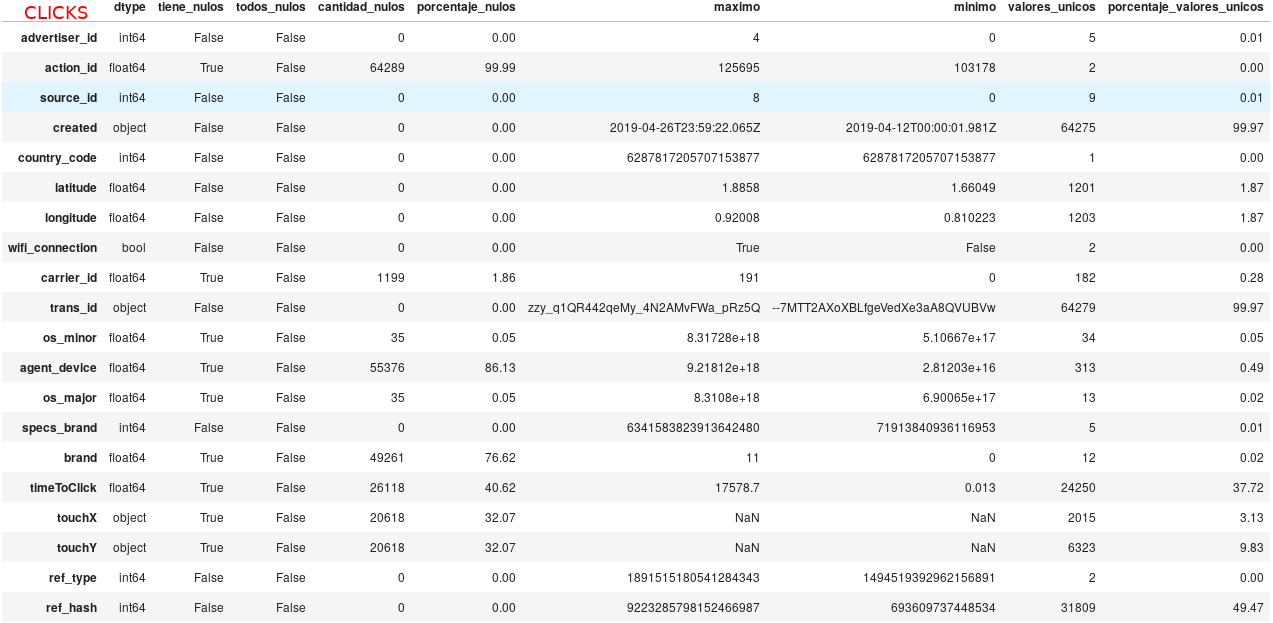 CLICKS dtype tiene_nulos todos_nulos cantidad_nulos porcentaje_nulos maximo minimo valores_unicos porcentaje_valores_unicos
advertiser_id int64 False False 0 0.00 4 0 5 0.01
action_id float64 True False 64289 99.99 125695 103178 2 0.00
source_id int64 False False 0 0.00 8 0 9 0.01
created object False False 0 0.00 2019-04-26T23:59:22.065Z 2019-04-12T00:00:01.981Z 64275 99.97
country_code int64 False False 0 0.00 6287817205707153877 6287817205707153877 1 0.00
latitude float64 False False 0 0.00 1.8858 1.66049 1201 1.87
longitude float64 False False 0 0.00 0.92008 0.810223 1203 1.87
wifi_connection bool False False 0 0.00 True False 2 0.00
carrier_id float64 True False 1199 1.86 191 0 182 0.28
trans_id object False False 0 0.00 zzy_q1QR442qeMy_4N2AMvFWa_pRz5Q --7MTT2AXoXBLfgeVedXe3aA8QVUBVw 64279 99.97
os_minor float64 True False 35 0.05 8.31728e+18 5.10667e+17 34 0.05
agent_device float64 True False 55376 86.13 9.21812e+18 2.81203e+16 313 0.49
os_major float64 True False 35 0.05 8.3108e+18 6.90065e+17 13 0.02
specs_brand int64 False False 0 0.00 6341583823913642480 71913840936116953 5 0.01
brand float64 True False 49261 76.62 11 0 12 0.02
timeToClick float64 True False 26118 40.62 17578.7 0.013 24250 37.72
touchX object True False 20618 32.07 NaN NaN 2015 3.13
touchY object True False 20618 32.07 NaN NaN 6323 9.83
ref_type int64 False False 0 0.00 1891515180541284343 1494519392962156891 2 0.00
ref_hash int64 False False 0 0.00 9223285798152466987 693609737448534 31809 49.47